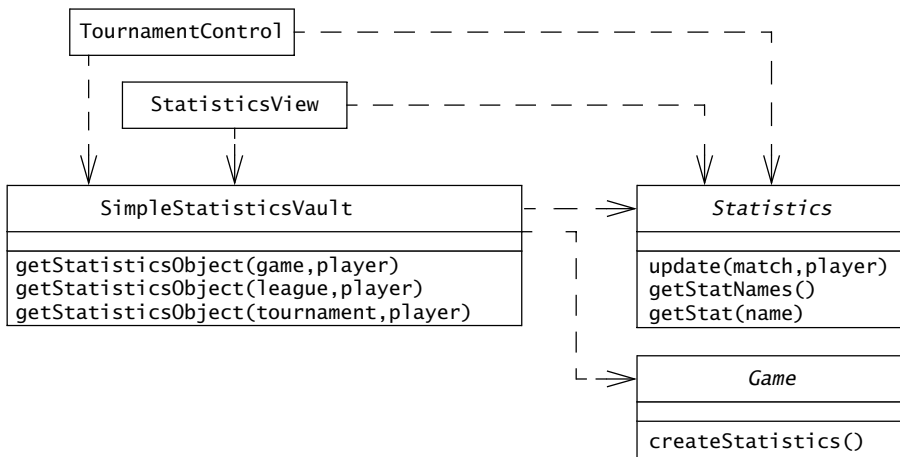 TournamentControl
StatisticsView
SimpleStatisticsVault
getStatisticsObject(game,player)
getStatisticsObject(league,player)
getStatisticsObject(tournament,player)
Statistics
update(match,player)
getStatNames()
getStat(name)
Game
createStatistics()